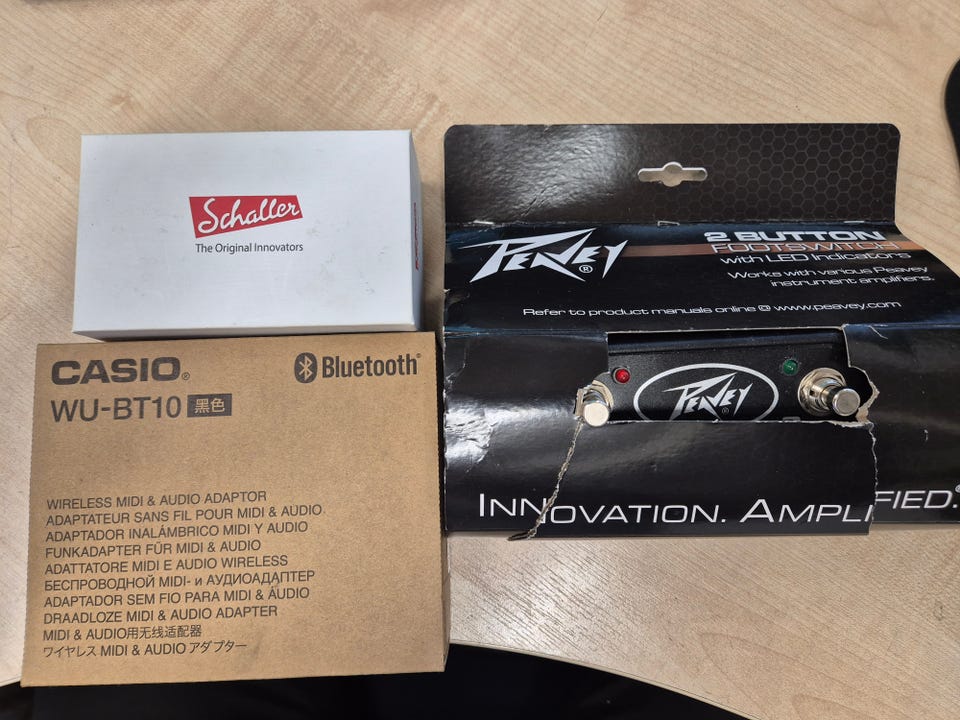 Schaller
The Original Innovators
CASIO®
Bluetooth®
WU-BT10 黑色
WIRELESS MIDI & AUDIO ADAPTOR
ADAPTATEUR SANS FIL POUR MIDI & AUDIO
ADAPTADOR INALÁMBRICO MIDI Y AUDIO
FUNKADAPTER FÜR MIDI & AUDIO
ADATTATORE MIDI E AUDIO WIRELESS
БЕСПРОВОДНОЙ MIDI- и АУДИОАДАПТЕР
ADAPTADOR SEM FIO PARA MIDI & ÁUDIO
DRAADLOZE MIDI & AUDIO ADAPTER
MIDI & AUDIO用无线适配器
ワイヤレス MIDI & AUDIO アダプター
PEAVEY®
2 BUTTON
FOOTSWITCH
with LED Indicators
Works with various Peavey
instrument amplifiers.
Refer to product manuals online @ www.peavey.com
PEAVEY®
INNOVATION. AMPLIFIED.®